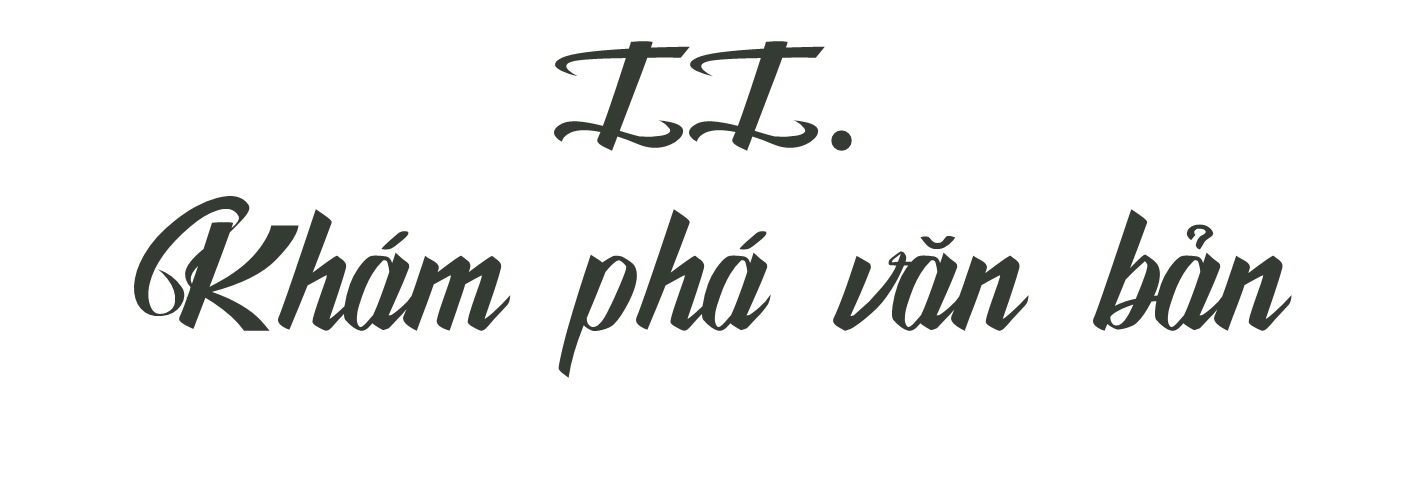 II.
Khám phá văn bản